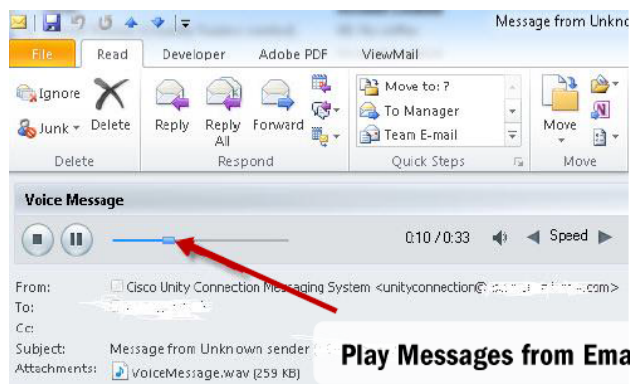 Message from Unkno
File Read Developer Adobe PDF ViewMail
Ignore
Junk
Delete
Reply
Reply All
Forward
Move to: ?
To Manager
Team E-mail
Move
Delete Respond Quick Steps Move
Voice Message
0:10 / 0:33 Speed
From: Cisco Unity Connection Messaging System <unityconnection@ .com>
To:
Cc:
Subject: Message from Unknown sender
Attachments: VoiceMessage.wav (259 KB)
Play Messages from Ema